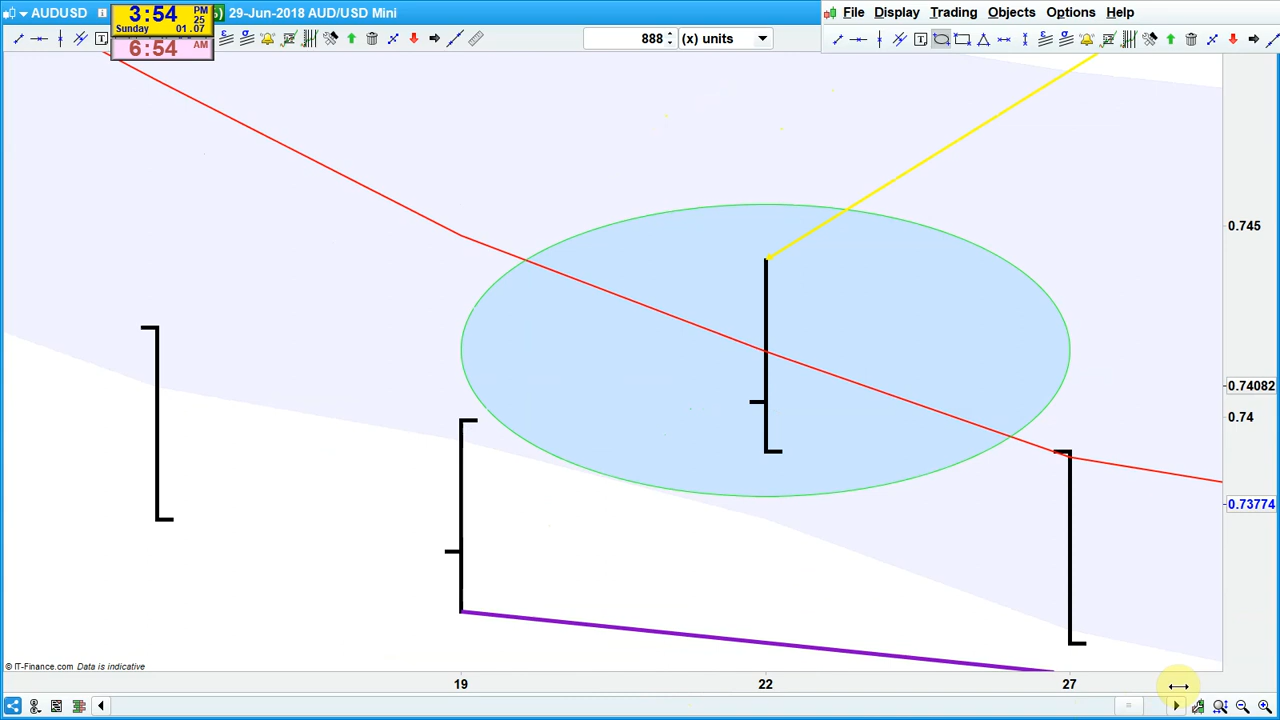 AUDUSD
3:54 PM 25
Sunday 01.07
6:54 AM
29-Jun-2018 AUD/USD Mini
File Display Trading Objects Options Help
888 (x) units
0.745
0.74082
0.74
0.73774
© IT-Finance.com Data is indicative
19 22 27